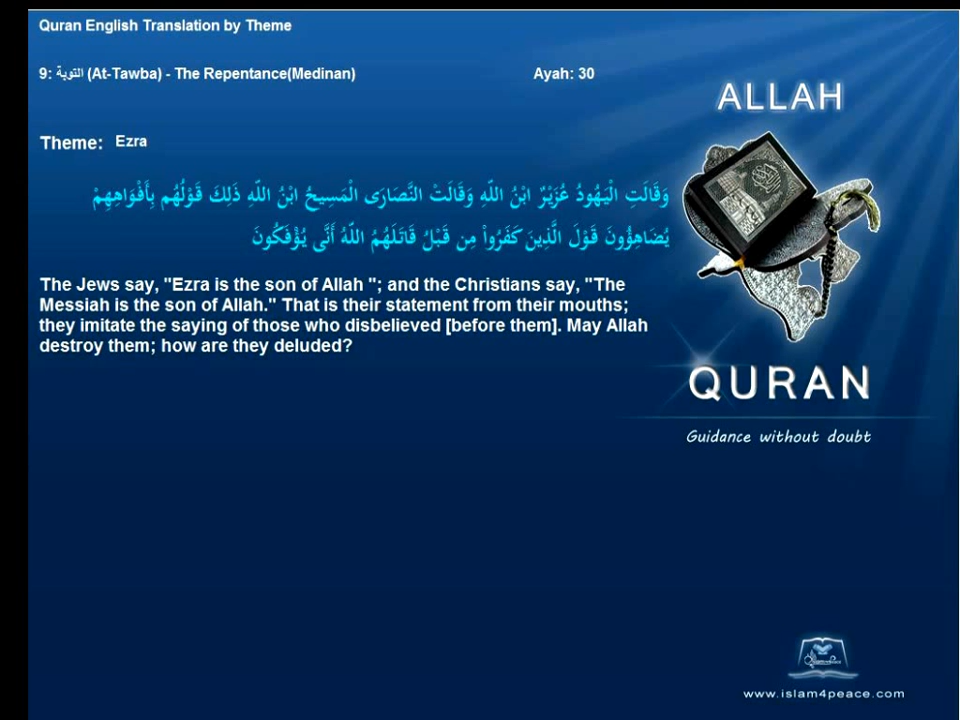 Quran English Translation by Theme
9: التوبة (At-Tawba) - The Repentance(Medinan) Ayah: 30
ALLAH
Theme: Ezra
وَقَالَتِ الْيَهُودُ عُزَيْرٌ ابْنُ اللّهِ وَقَالَتْ النَّصَارَى الْمَسِيحُ ابْنُ اللّهِ ذَلِكَ قَوْلُهُم بِأَفْوَاهِهِمْ
يُضَاهِؤُونَ قَوْلَ الَّذِينَ كَفَرُواْ مِن قَبْلُ قَاتَلَهُمُ اللّهُ أَنَّى يُؤْفَكُونَ
The Jews say, "Ezra is the son of Allah "; and the Christians say, "The
Messiah is the son of Allah." That is their statement from their mouths;
they imitate the saying of those who disbelieved [before them]. May Allah
destroy them; how are they deluded?
QURAN
Guidance without doubt
www.islam4peace.com